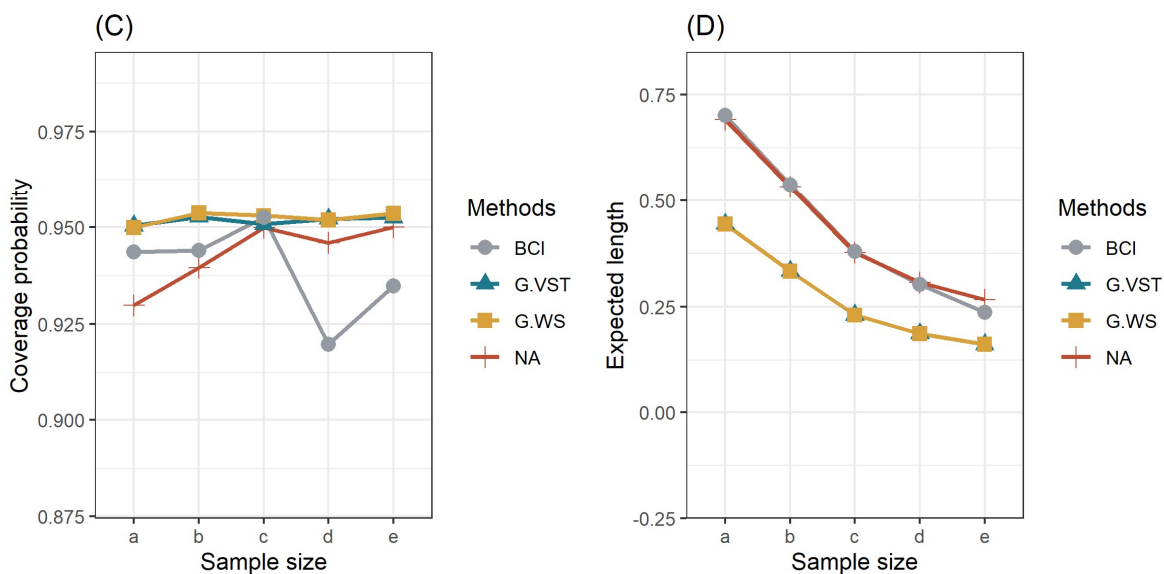 (C)
0.975
0.950
0.925
0.900
0.875
Coverage probability
a b c d e
Sample size
Methods
BCI
G.VST
G.WS
NA
(D)
0.75
0.50
0.25
0.00
-0.25
Expected length
a b c d e
Sample size
Methods
BCI
G.VST
G.WS
NA